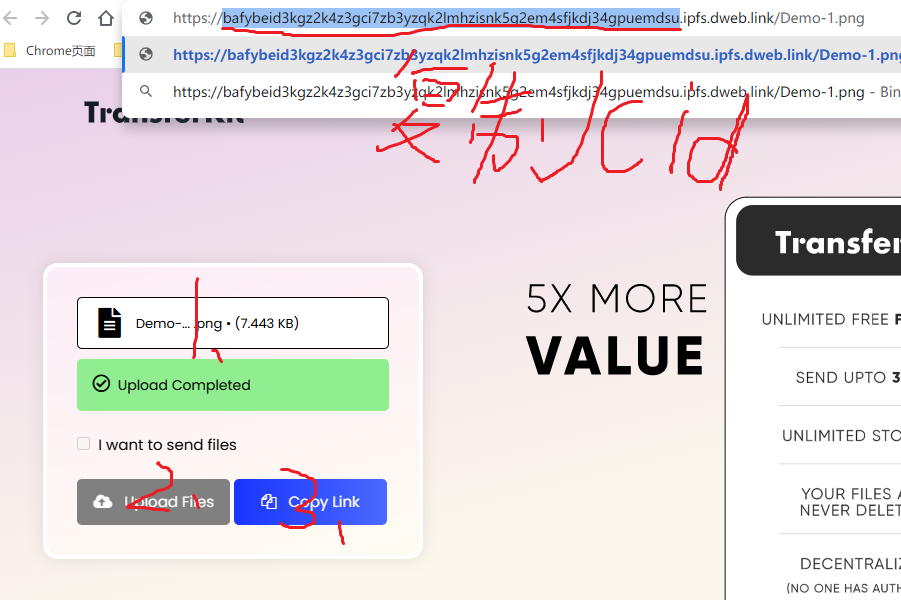 https://bafybeid3kgz2k4z3gci7zb3yzqk2lmhzisnk5g2em4sfjkdj34gpuemdsu.ipfs.dweb.link/Demo-1.png
Chrome页面
https://bafybeid3kgz2k4z3gci7zb3yzqk2lmhzisnk5g2em4sfjkdj34gpuemdsu.ipfs.dweb.link/Demo-1.png
https://bafybeid3kgz2k4z3gci7zb3yzqk2lmhzisnk5g2em4sfjkdj34gpuemdsu.ipfs.dweb.link/Demo-1.png - Bin
TransferKit
复制cid
Transfer
1、
Demo-... .png • (7.443 KB)
Upload Completed
I want to send files
2、
Upload Files
3、
Copy Link
5X MORE
VALUE
UNLIMITED FREE F
SEND UPTO 3
UNLIMITED STO
YOUR FILES A
NEVER DELET
DECENTRALIZ
(NO ONE HAS AUTH